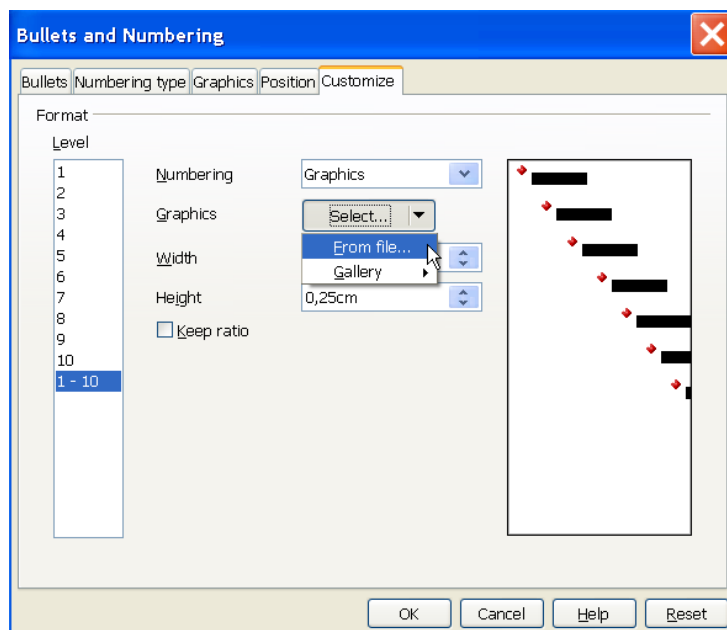 Bullets and Numbering
Bullets Numbering type Graphics Position Customize
Format
Level
1
2
3
4
5
6
7
8
9
10
1 - 10
Numbering Graphics
Graphics Select...
From file...
Gallery
Width
Height 0,25cm
Keep ratio
OK Cancel Help Reset